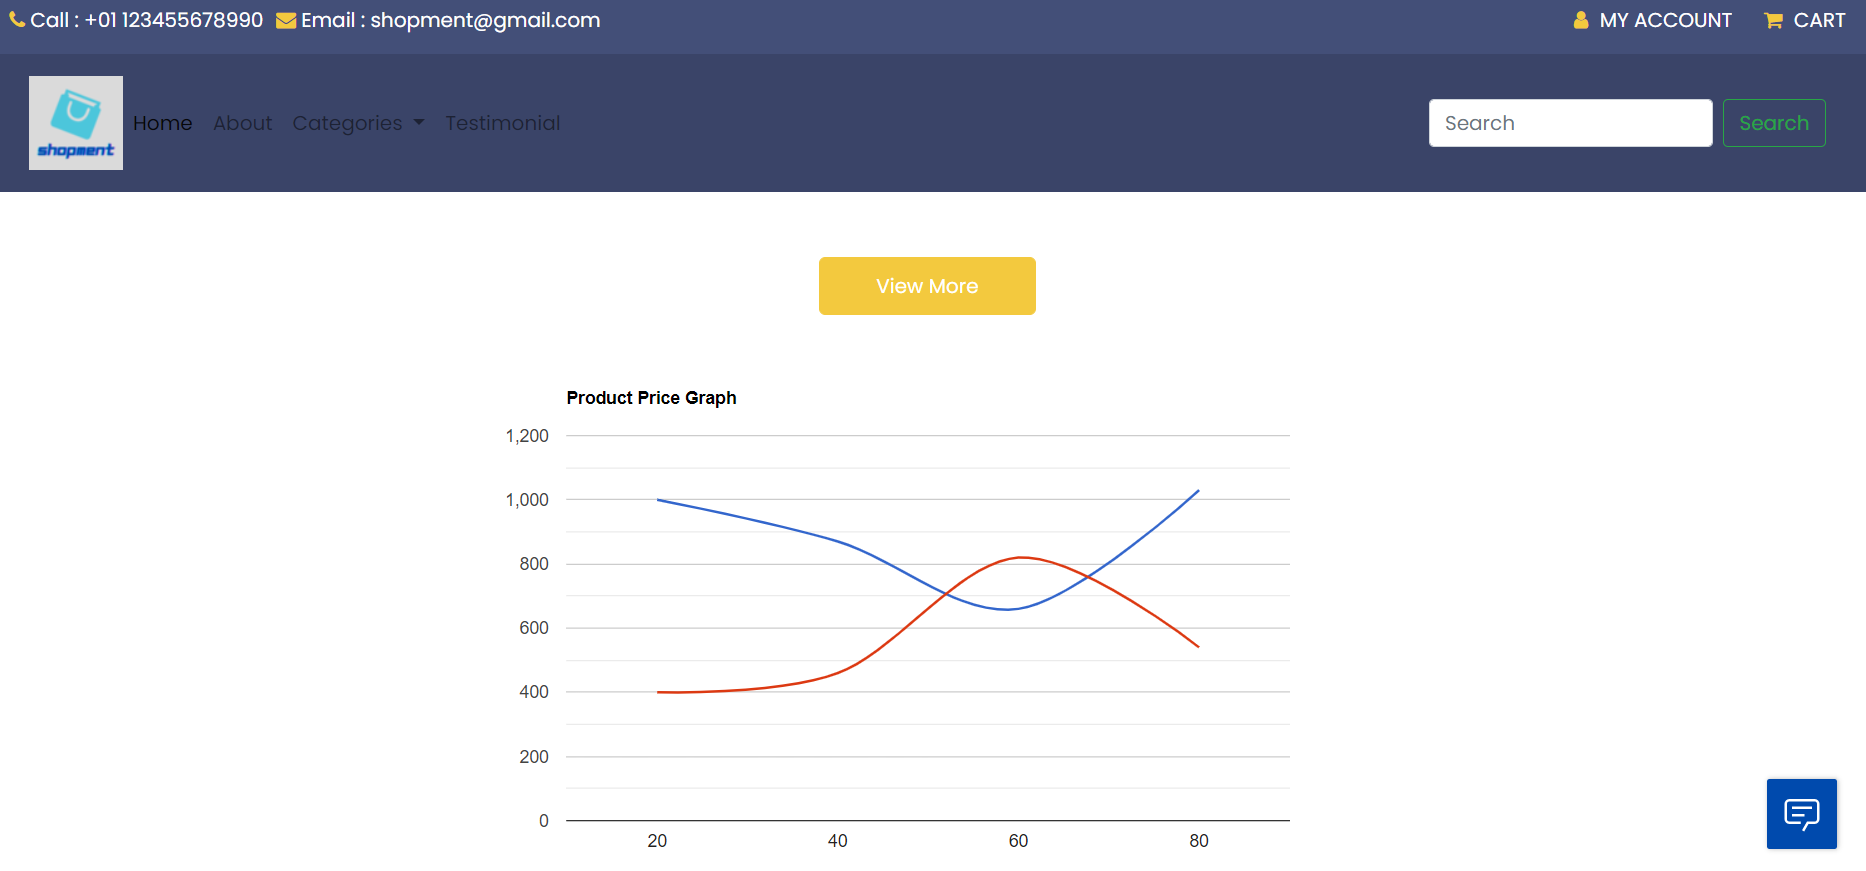 Call : +01 123455678990 Email : shopment@gmail.com MY ACCOUNT CART
shopment Home About Categories Testimonial Search Search
View More
Product Price Graph
1,200
1,000
800
600
400
200
0
20 40 60 80